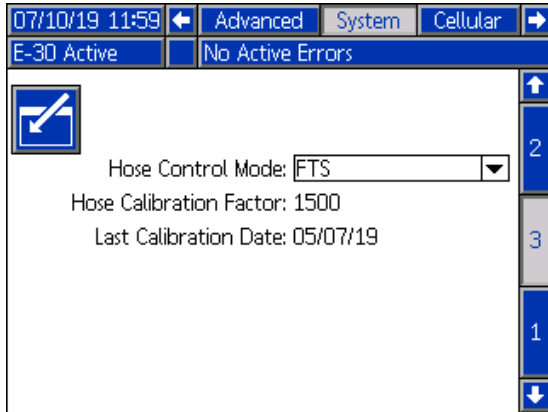 07/10/19 11:59 Advanced System Cellular
E-30 Active No Active Errors
2
Hose Control Mode: FTS
Hose Calibration Factor: 1500
Last Calibration Date: 05/07/19
3
1